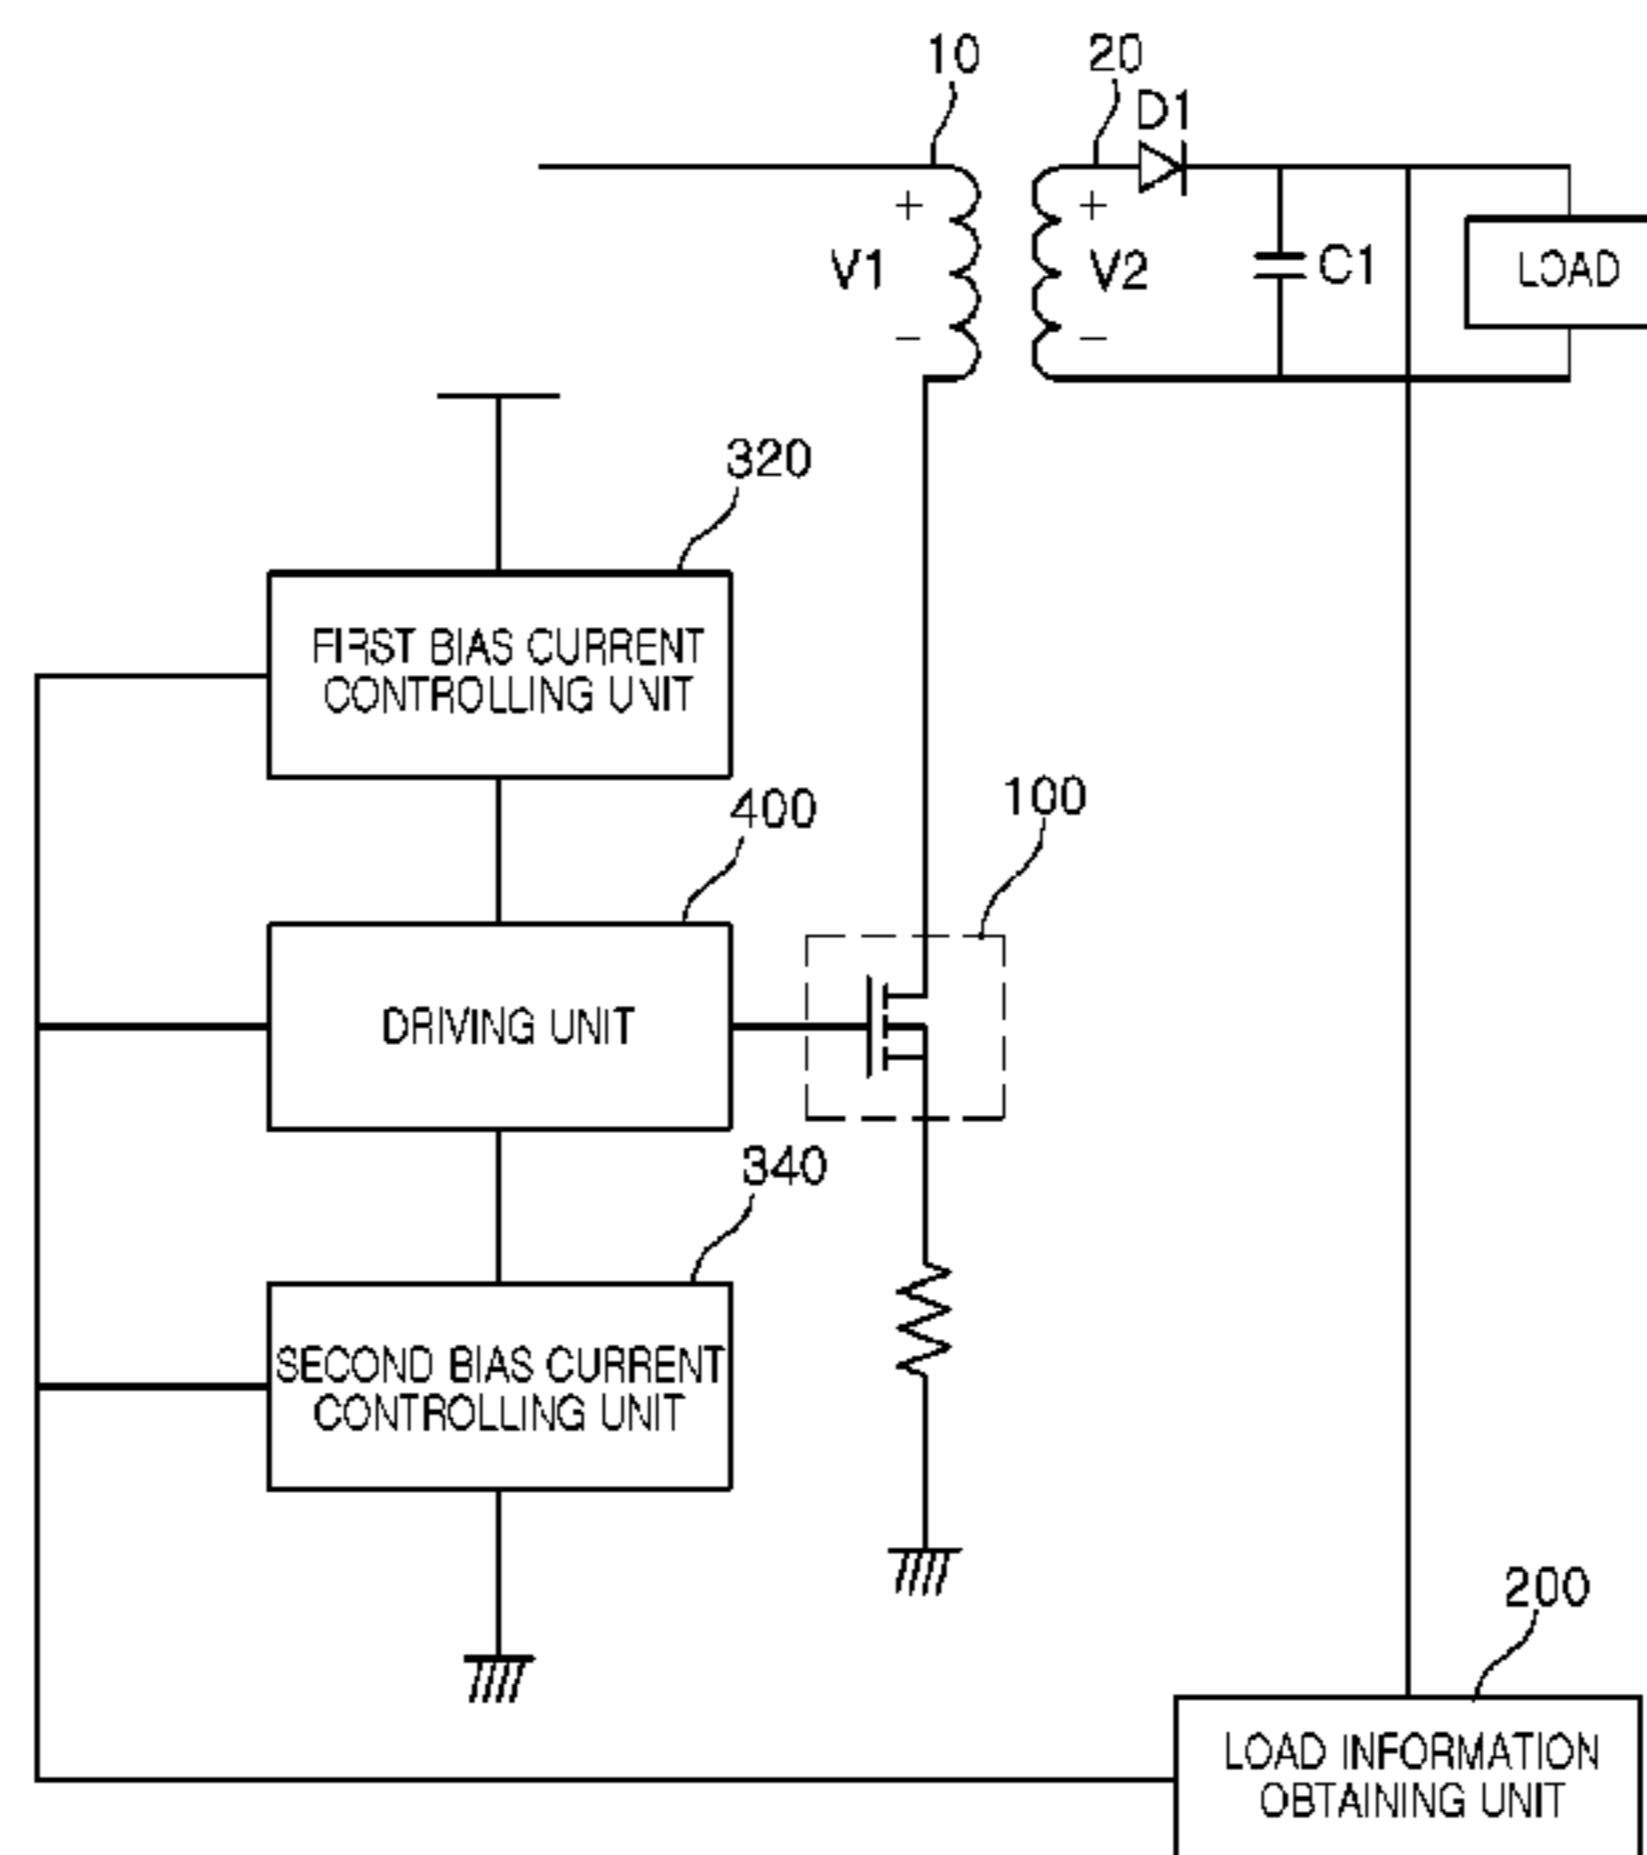 10
20
D1
+
+
V1
V2
C1
LOAD
−
−
320
FIRST BIAS CURRENT
CONTROLLING UNIT
400
100
DRIVING UNIT
340
SECOND BIAS CURRENT
CONTROLLING UNIT
200
LOAD INFORMATION
OBTAINING UNIT